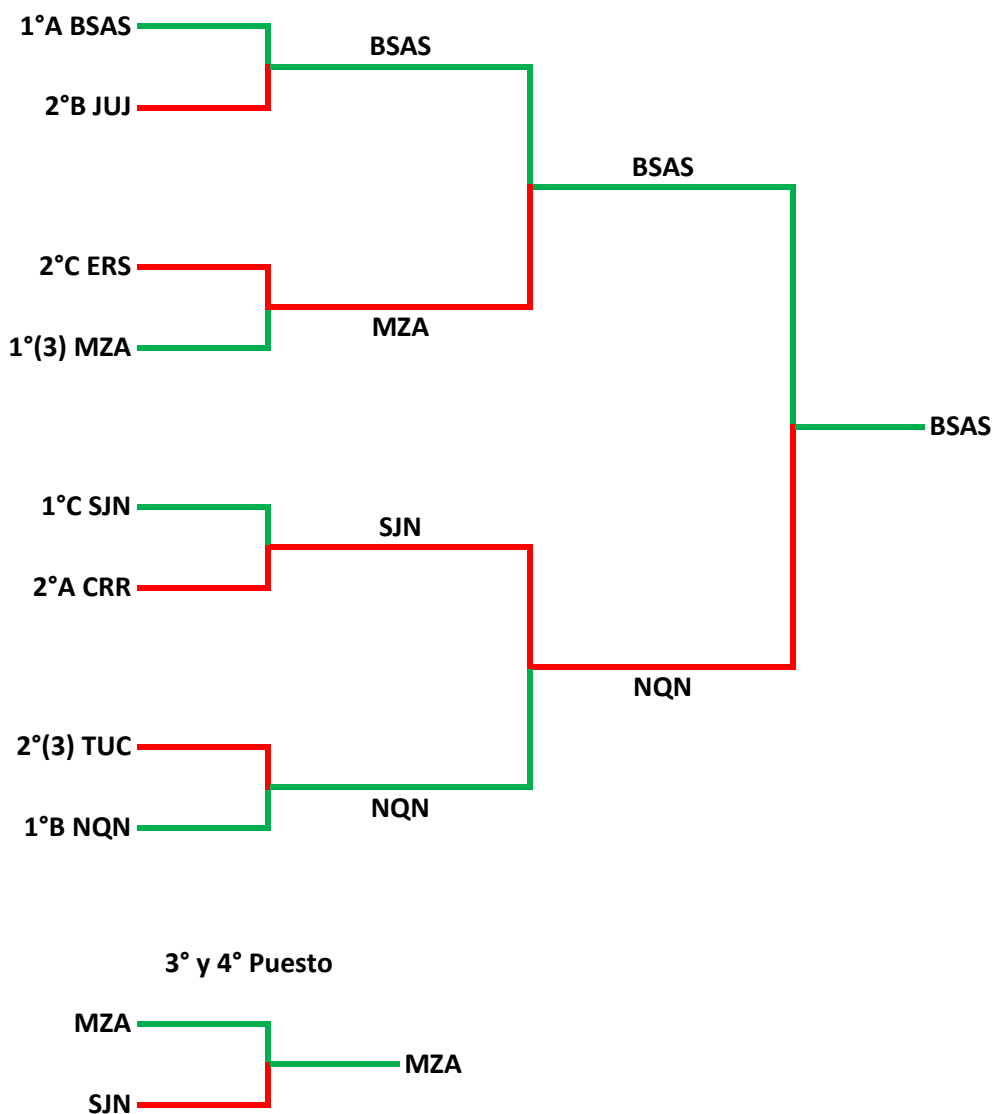 1°A BSAS
BSAS
2°B JUJ
BSAS
2°C ERS
MZA
1°(3) MZA
BSAS
1°C SJN
SJN
2°A CRR
NQN
2°(3) TUC
NQN
1°B NQN
3° y 4° Puesto
MZA
MZA
SJN